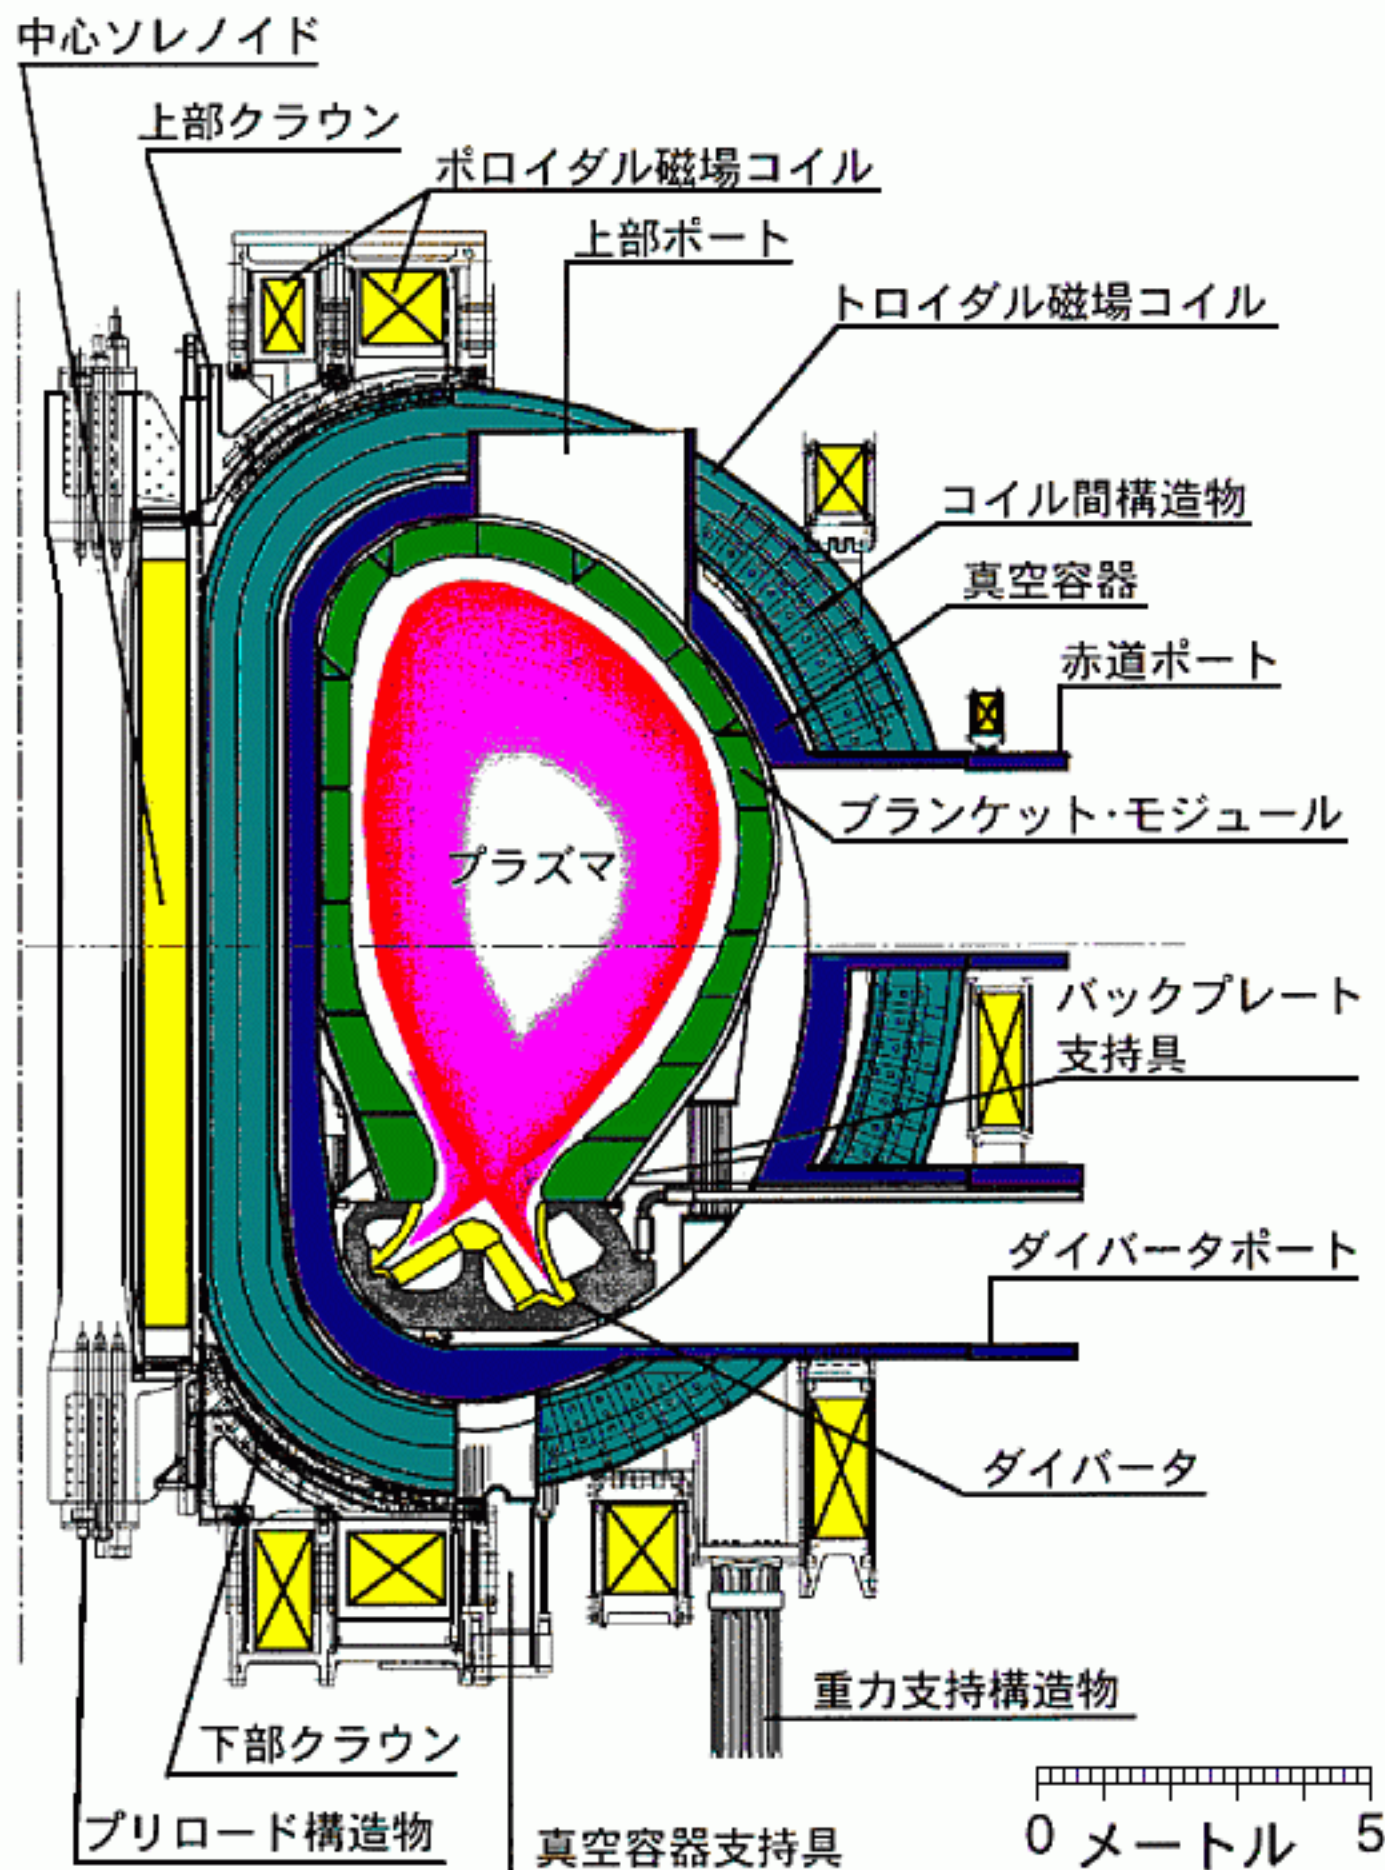 中心ソレノイド
上部クラウン
ポロイダル磁場コイル
上部ポート
トロイダル磁場コイル
コイル間構造物
真空容器
赤道ポート
ブランケット・モジュール
プラズマ
バックプレート
支持具
ダイバータポート
ダイバータ
重力支持構造物
下部クラウン
プリロード構造物
真空容器支持具
0 メートル 5